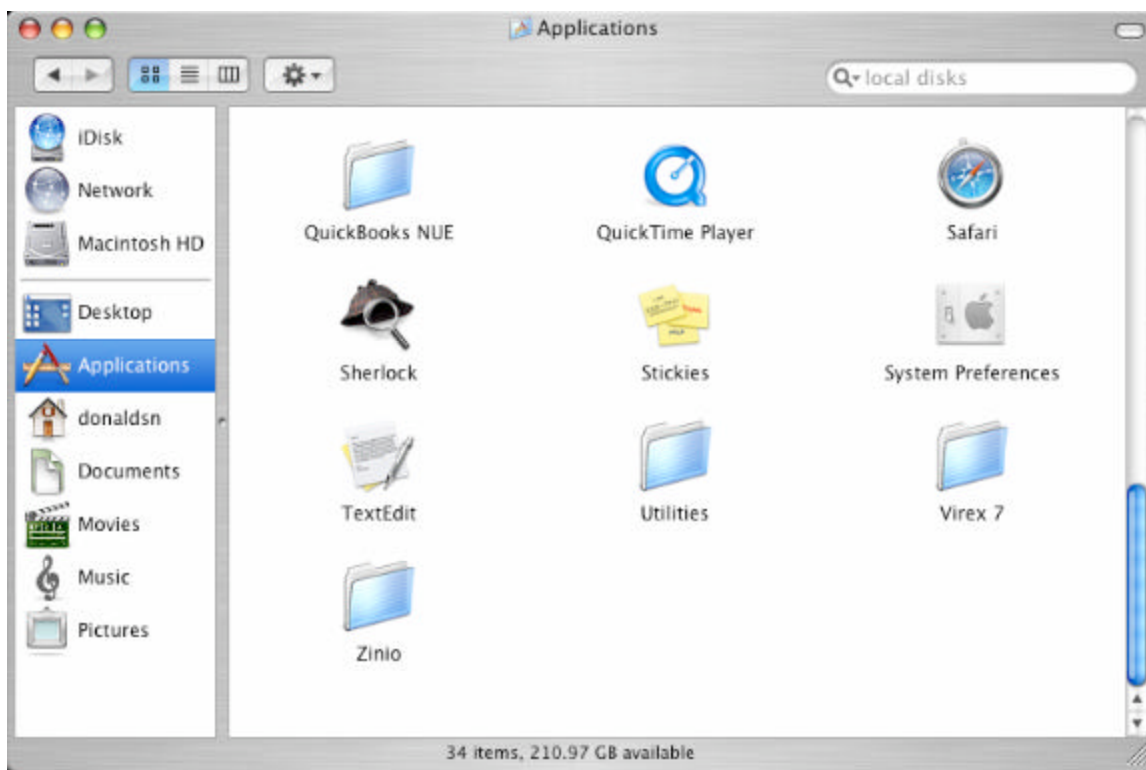 Applications
local disks
iDisk
Network
Macintosh HD
Desktop
Applications
donaldsn
Documents
Movies
Music
Pictures
QuickBooks NUE
QuickTime Player
Safari
Sherlock
Stickies
System Preferences
TextEdit
Utilities
Virex 7
Zinio
34 items, 210.97 GB available